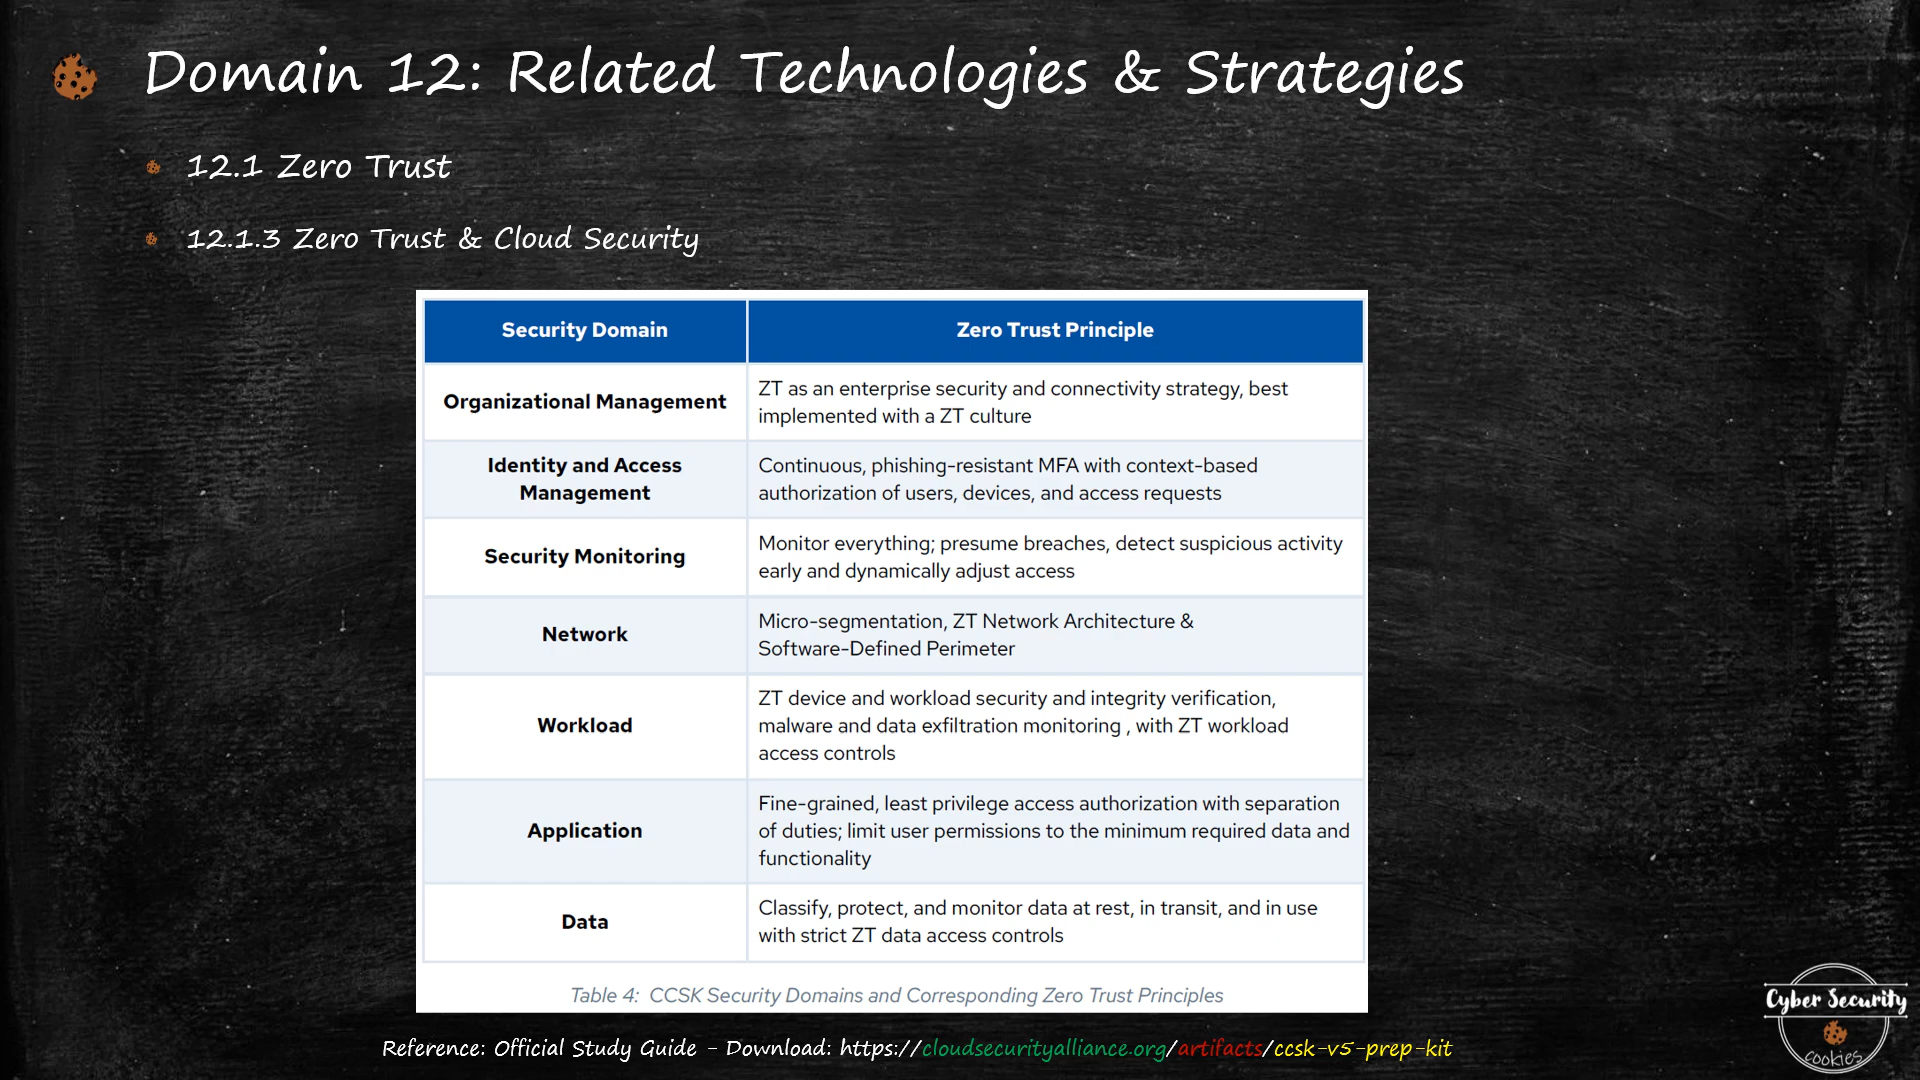 Domain 12: Related Technologies & Strategies
12.1 Zero Trust
12.1.3 Zero Trust & Cloud Security
Security Domain
Zero Trust Principle
Organizational Management
ZT as an enterprise security and connectivity strategy, best
implemented with a ZT culture
Identity and Access
Management
Continuous, phishing-resistant MFA with context-based
authorization of users, devices, and access requests
Security Monitoring
Monitor everything; presume breaches, detect suspicious activity
early and dynamically adjust access
Network
Micro-segmentation, ZT Network Architecture &
Software-Defined Perimeter
Workload
ZT device and workload security and integrity verification,
malware and data exfiltration monitoring , with ZT workload
access controls
Application
Fine-grained, least privilege access authorization with separation
of duties; limit user permissions to the minimum required data and
functionality
Data
Classify, protect, and monitor data at rest, in transit, and in use
with strict ZT data access controls
Table 4: CCSK Security Domains and Corresponding Zero Trust Principles
Reference: Official Study Guide - Download: https://cloudsecurityalliance.org/artifacts/ccsk-v5-prep-kit
Cyber Security
cookies